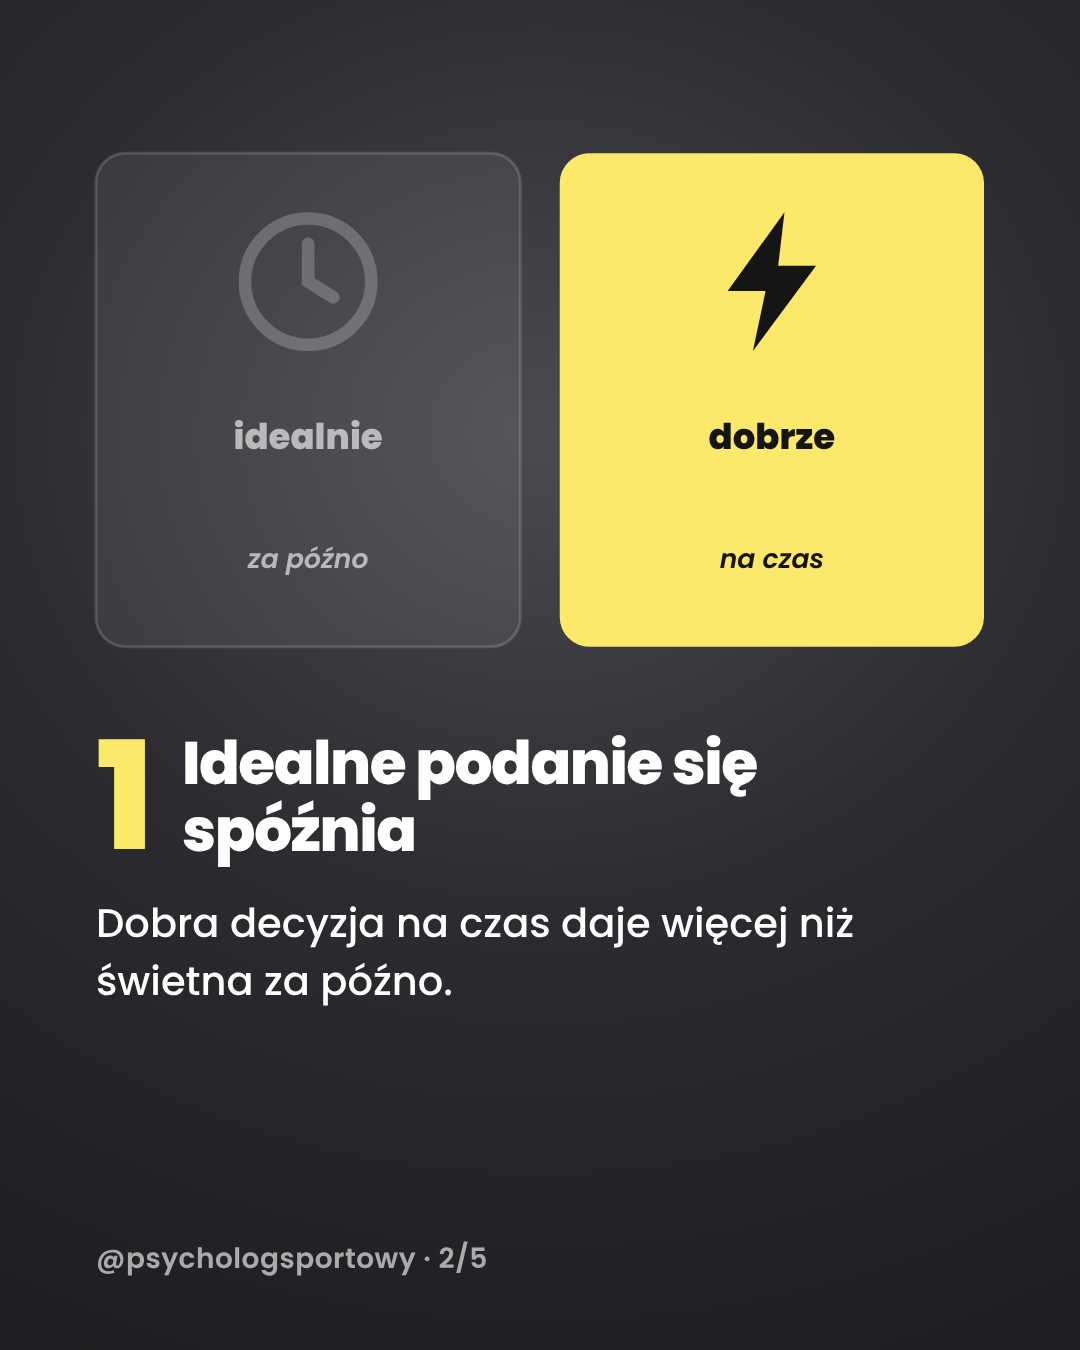 idealnie
za późno
dobrze
na czas
1
Idealne podanie się
spóźnia
Dobra decyzja na czas daje więcej niż
świetna za późno.
@psychologsportowy · 2/5